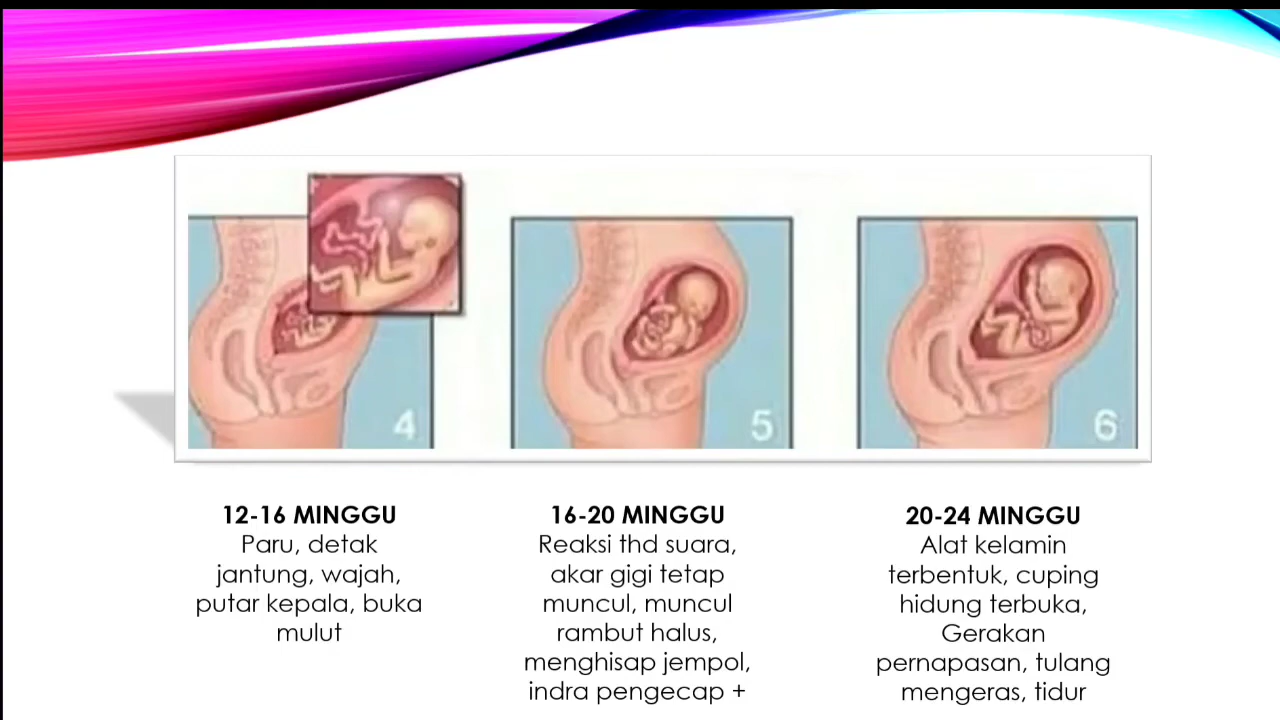 4
5
6
12-16 MINGGU
Paru, detak
jantung, wajah,
putar kepala, buka
mulut
16-20 MINGGU
Reaksi thd suara,
akar gigi tetap
muncul, muncul
rambut halus,
menghisap jempol,
indra pengecap +
20-24 MINGGU
Alat kelamin
terbentuk, cuping
hidung terbuka,
Gerakan
pernapasan, tulang
mengeras, tidur